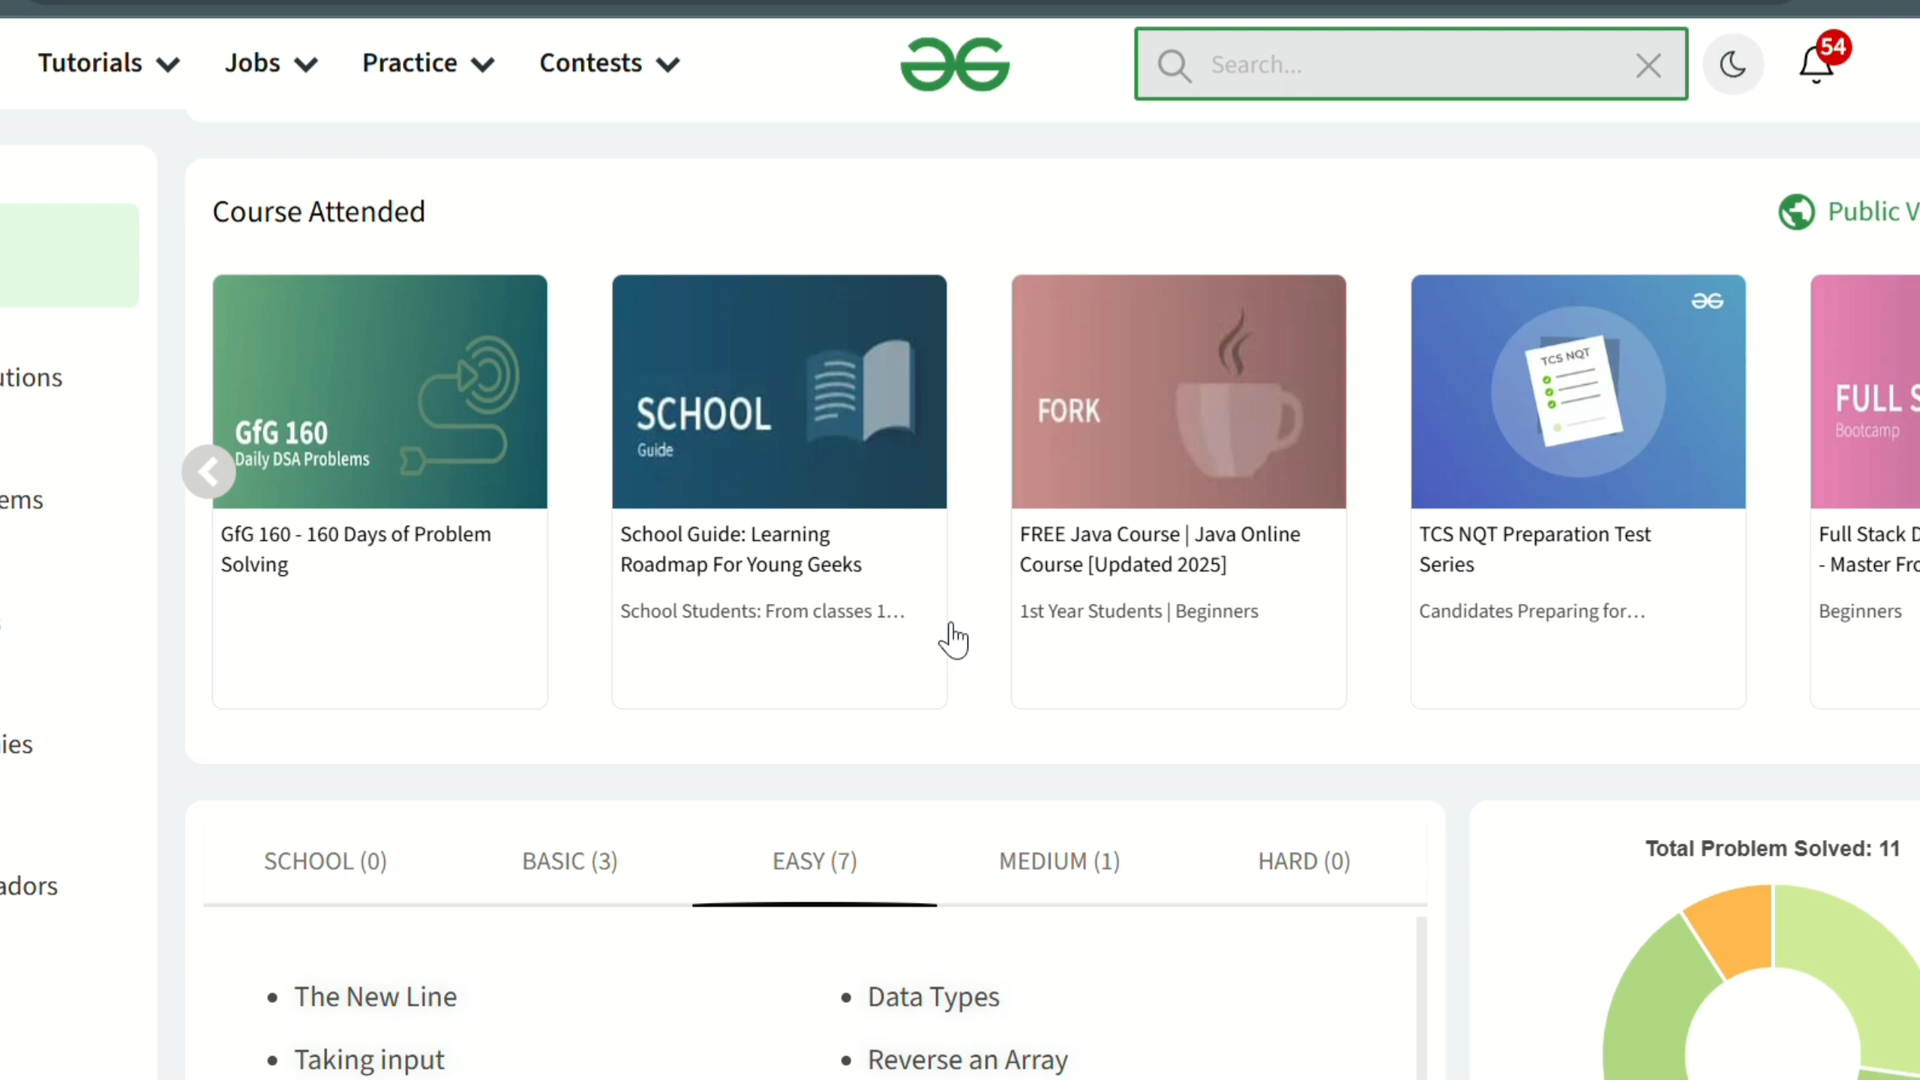 Tutorials Jobs Practice Contests Search... 54
Course Attended Public V
GfG 160
Daily DSA Problems
SCHOOL
Guide
FORK
TCS NQT
FULL S
Bootcamp
GfG 160 - 160 Days of Problem
Solving
School Guide: Learning
Roadmap For Young Geeks
School Students: From classes 1...
FREE Java Course | Java Online
Course [Updated 2025]
1st Year Students | Beginners
TCS NQT Preparation Test
Series
Candidates Preparing for...
Full Stack D
- Master Fro
Beginners
utions
ems
ies
adors
SCHOOL (0) BASIC (3) EASY (7) MEDIUM (1) HARD (0)
The New Line
Data Types
Taking input
Reverse an Array
Total Problem Solved: 11